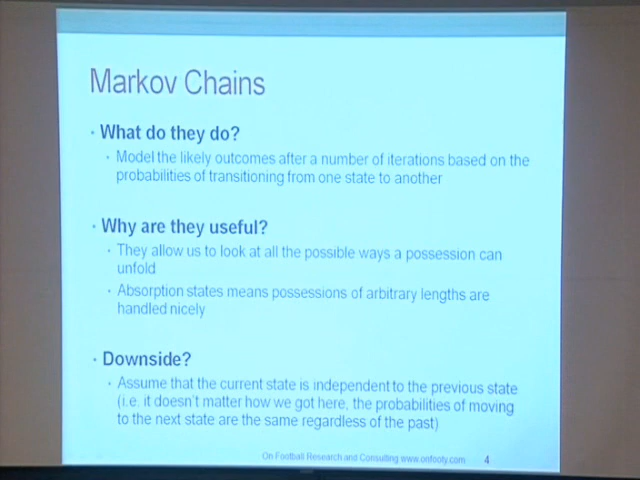 Markov Chains
· What do they do?
· Model the likely outcomes after a number of iterations based on the
probabilities of transitioning from one state to another
· Why are they useful?
· They allow us to look at all the possible ways a possession can
unfold
· Absorption states means possessions of arbitrary lengths are
handled nicely
· Downside?
· Assume that the current state is independent to the previous state
(i.e. it doesn't matter how we got here, the probabilities of moving
to the next state are the same regardless of the past)
On Football Research and Consulting www.onfooty.com 4